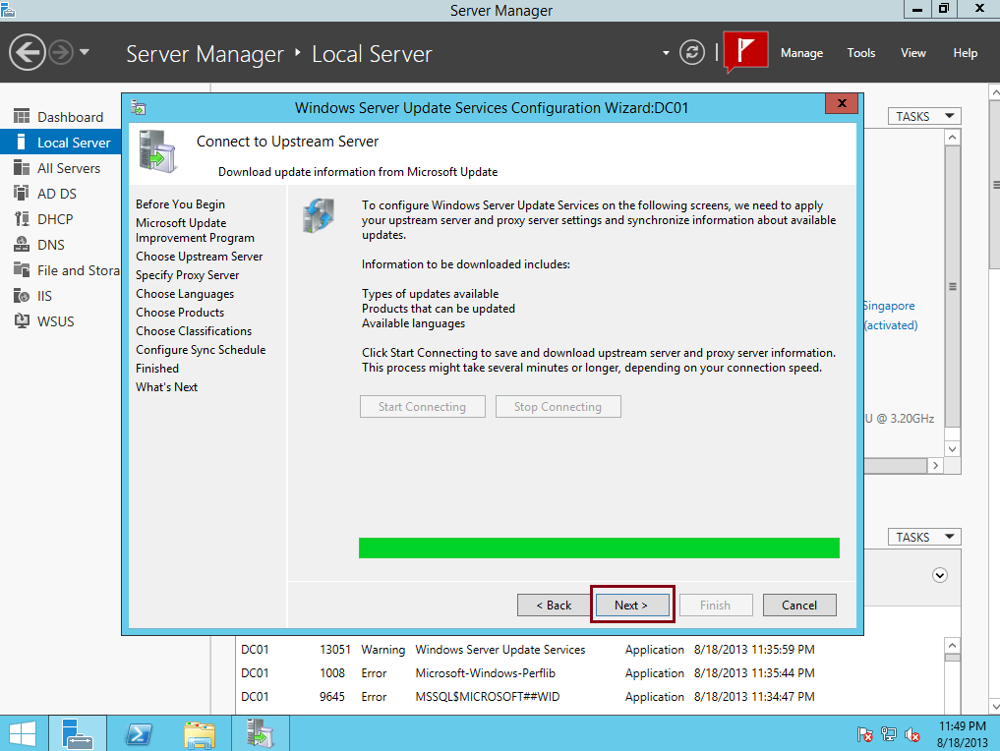 Server Manager
Server Manager ‣ Local Server
Manage Tools View Help
Dashboard
Local Server
All Servers
AD DS
DHCP
DNS
File and Stora
IIS
WSUS
Windows Server Update Services Configuration Wizard:DC01
X
Connect to Upstream Server
Download update information from Microsoft Update
Before You Begin
Microsoft Update
Improvement Program
Choose Upstream Server
Specify Proxy Server
Choose Languages
Choose Products
Choose Classifications
Configure Sync Schedule
Finished
What's Next
To configure Windows Server Update Services on the following screens, we need to apply
your upstream server and proxy server settings and synchronize information about available
updates.
Information to be downloaded includes:
Types of updates available
Products that can be updated
Available languages
Click Start Connecting to save and download upstream server and proxy server information.
This process might take several minutes or longer, depending on your connection speed.
Start Connecting Stop Connecting
< Back Next > Finish Cancel
TASKS
Singapore
(activated)
U @ 3.20GHz
TASKS
DC01 13051 Warning Windows Server Update Services Application 8/18/2013 11:35:59 PM
DC01 1008 Error Microsoft-Windows-Perflib Application 8/18/2013 11:35:44 PM
DC01 9645 Error MSSQL$MICROSOFT##WID Application 8/18/2013 11:34:47 PM
11:49 PM
8/18/2013